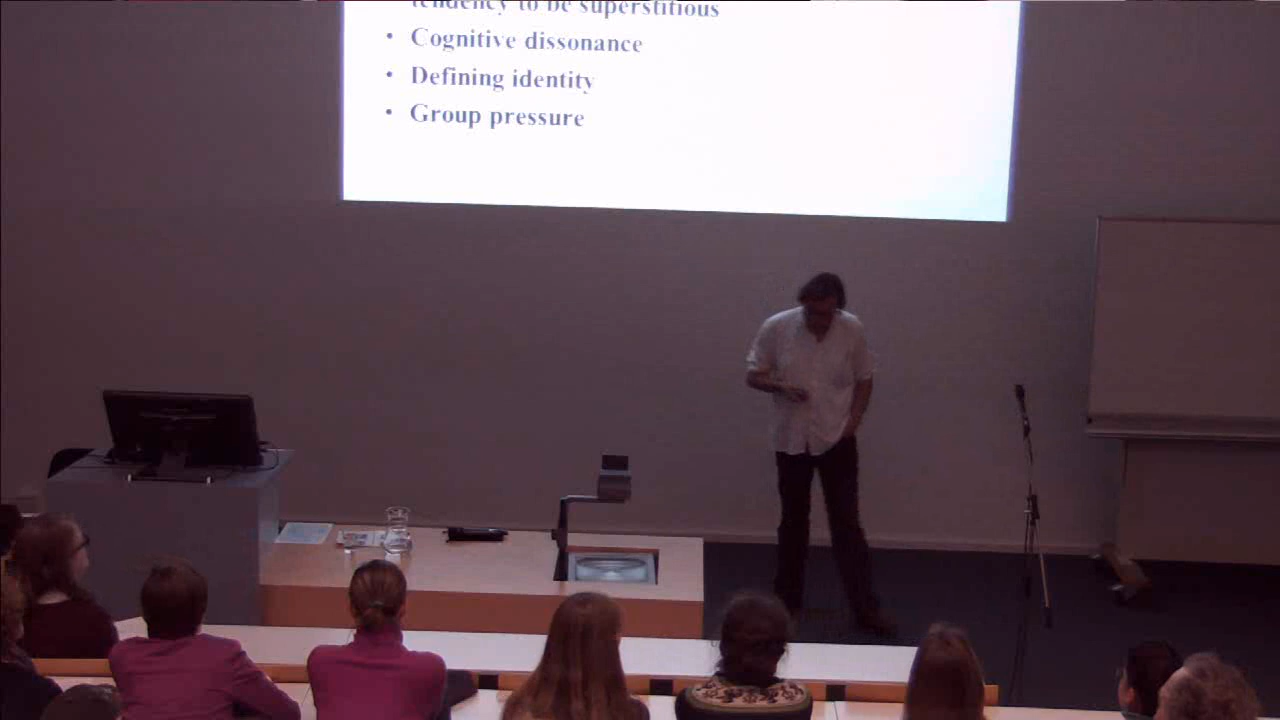 tendency to be superstitious
• Cognitive dissonance
• Defining identity
• Group pressure